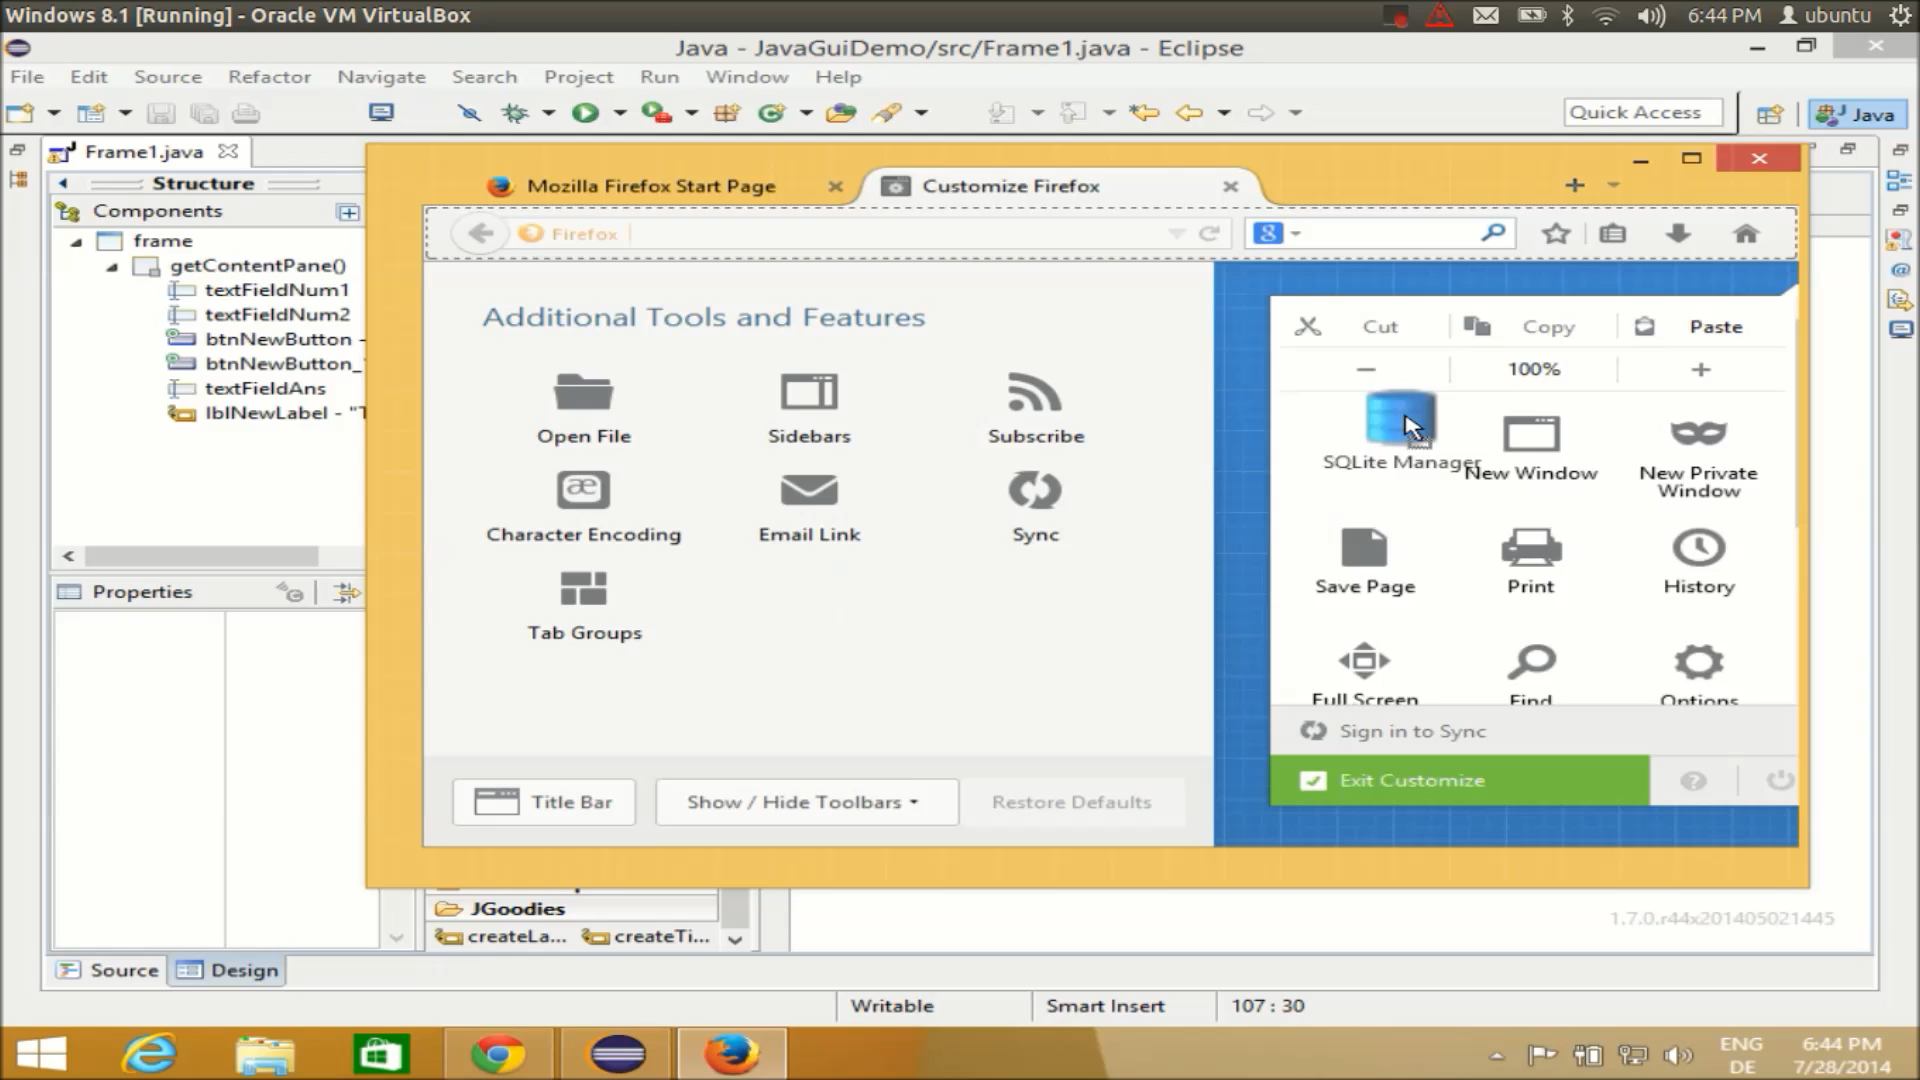 Windows 8.1 [Running] - Oracle VM VirtualBox
6:44 PM ubuntu
Java - JavaGuiDemo/src/Frame1.java - Eclipse
File Edit Source Refactor Navigate Search Project Run Window Help
Quick Access Java
Frame1.java
Structure
Components
frame
getContentPane()
textFieldNum1
textFieldNum2
btnNewButton -
btnNewButton_
textFieldAns
lblNewLabel - "T
Properties
Mozilla Firefox Start Page
Customize Firefox
Firefox
8
Additional Tools and Features
Open File Sidebars Subscribe
Character Encoding Email Link Sync
Tab Groups
Title Bar Show / Hide Toolbars Restore Defaults
Cut Copy Paste
100%
SQLite Manager
New Window
New Private
Window
Save Page Print History
Full Screen Find Options
Sign in to Sync
Exit Customize
JGoodies
createLa... createTi...
1.7.0.r44x201405021445
Source Design
Writable Smart Insert 107 : 30
ENG
DE
6:44 PM
7/28/2014